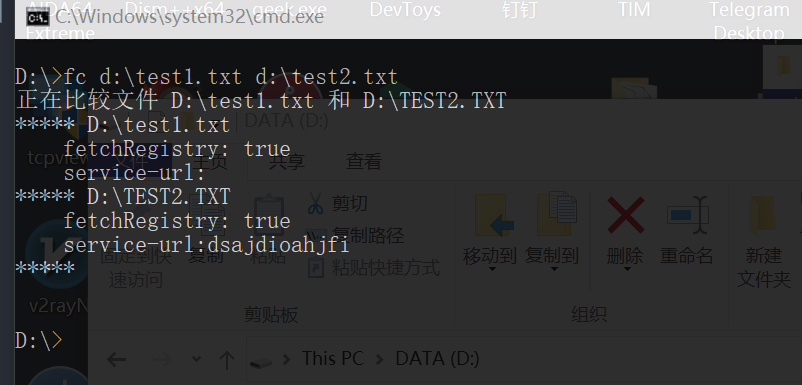 AIDA64 Extreme
Dism++x64
geek.exe
DevToys
钉钉
TIM
Telegram Desktop
C:\Windows\system32\cmd.exe
D:\>fc d:\test1.txt d:\test2.txt
正在比较文件 D:\test1.txt 和 D:\TEST2.TXT
***** D:\test1.txt
    fetchRegistry: true
    service-url:
***** D:\TEST2.TXT
    fetchRegistry: true
    service-url:dsajdioahjfi
*****
D:\>
DATA (D:)
tcpview
文件
主页
共享
查看
固定到快速访问
复制
粘贴
剪切
复制路径
粘贴快捷方式
移动到
复制到
删除
重命名
新建
文件夹
v2rayN
剪贴板
组织
This PC
DATA (D:)